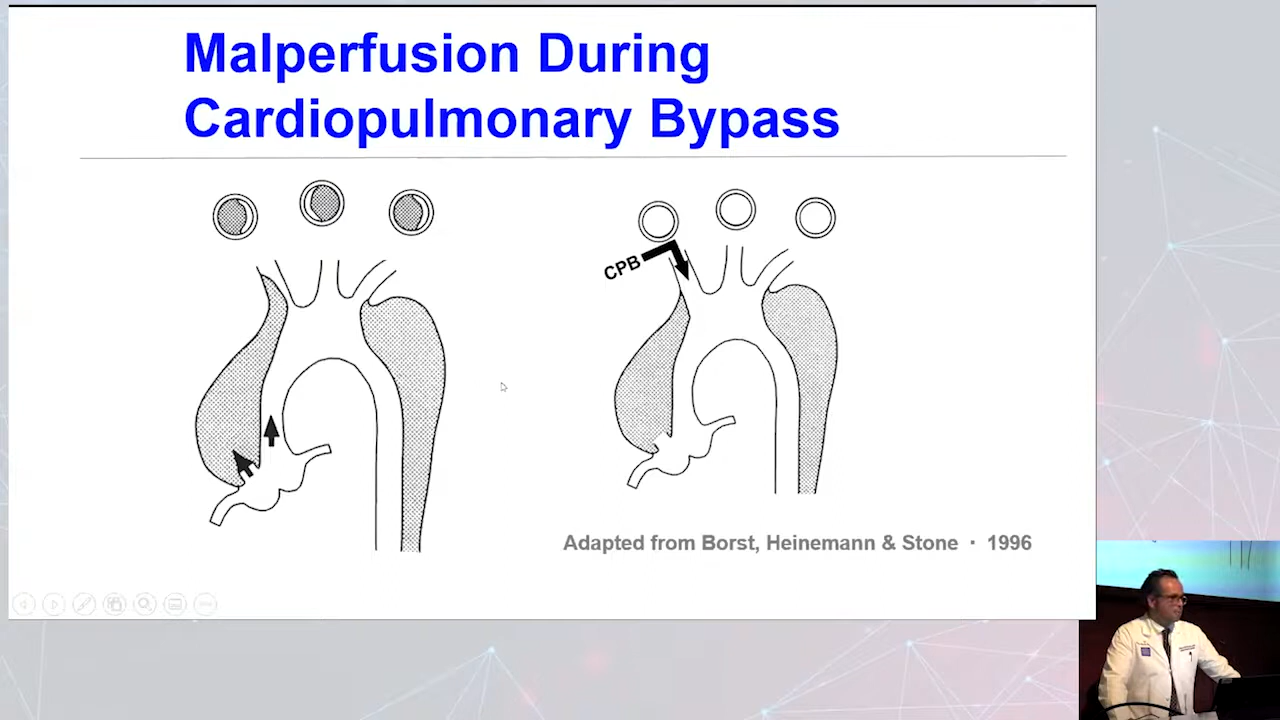 Malperfusion During
Cardiopulmonary Bypass
CPB
Adapted from Borst, Heinemann & Stone · 1996